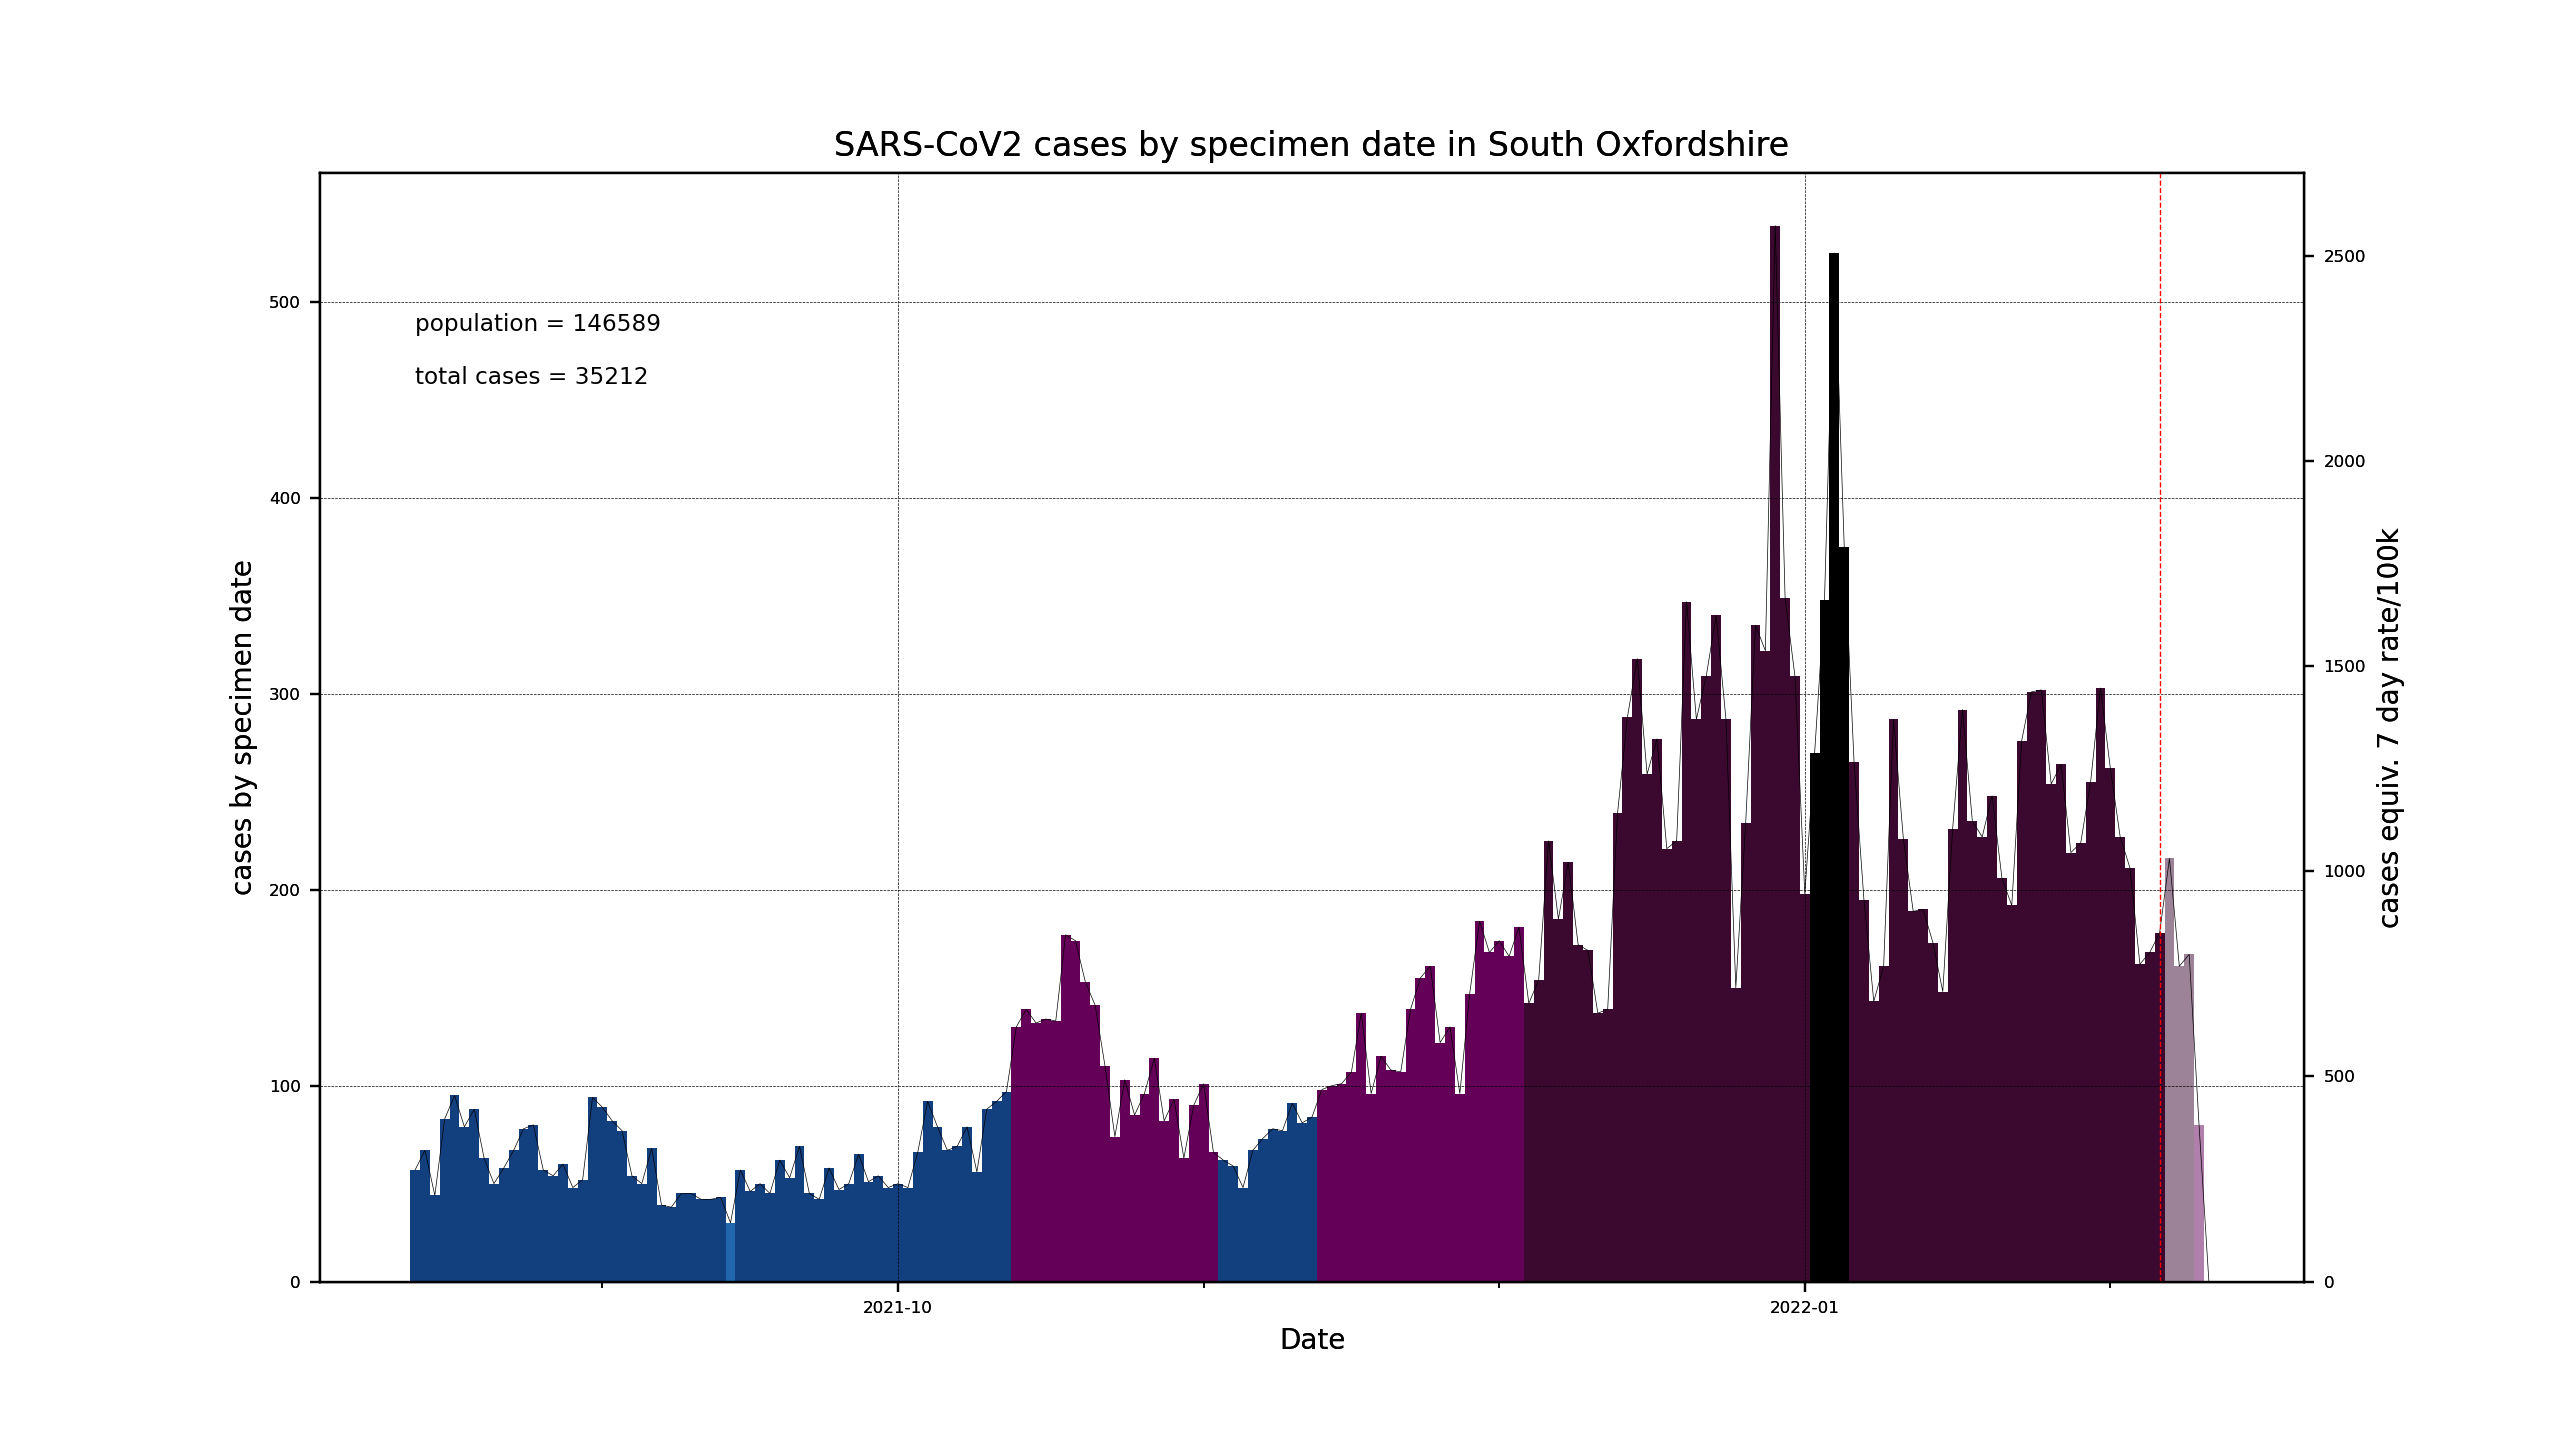 SARS-CoV2 cases by specimen date in South Oxfordshire
population = 146589
total cases = 35212
cases by specimen date
500
400
300
200
100
0
2500
2000
1500
1000
500
0
cases equiv. 7 day rate/100k
2021-10
2022-01
Date